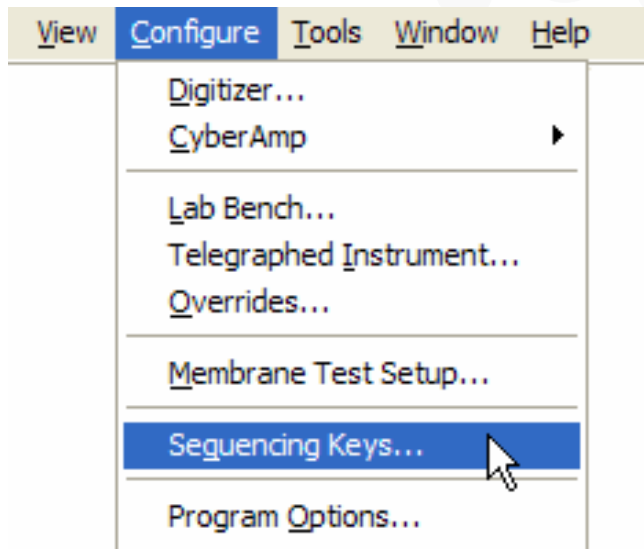 View Configure Tools Window Help
Digitizer...
CyberAmp
Lab Bench...
Telegraphed Instrument...
Overrides...
Membrane Test Setup...
Sequencing Keys...
Program Options...